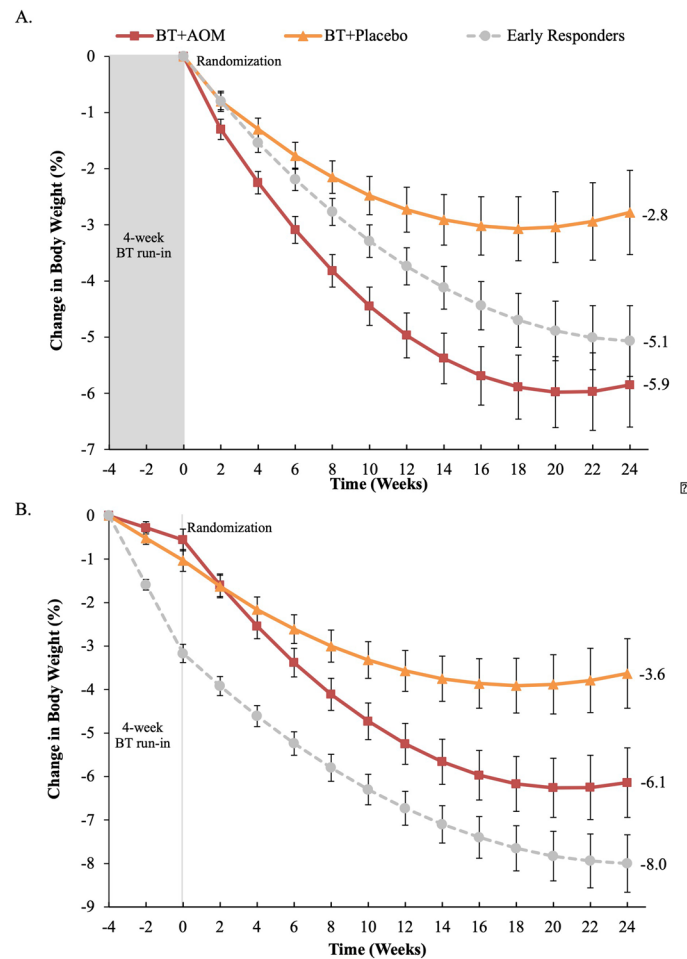 A.
BT+AOM BT+Placebo Early Responders
0
Randomization
-1
-2
-2.8
-3
4-week
BT run-in
Change in Body Weight (%)
-4
-5
-5.1
-5.9
-6
-7
-4 -2 0 2 4 6 8 10 12 14 16 18 20 22 24
Time (Weeks)
B.
0
Randomization
-1
-2
-3
-3.6
-4
Change in Body Weight (%)
4-week
BT run-in
-5
-6
-6.1
-7
-8
-8.0
-9
-4 -2 0 2 4 6 8 10 12 14 16 18 20 22 24
Time (Weeks)